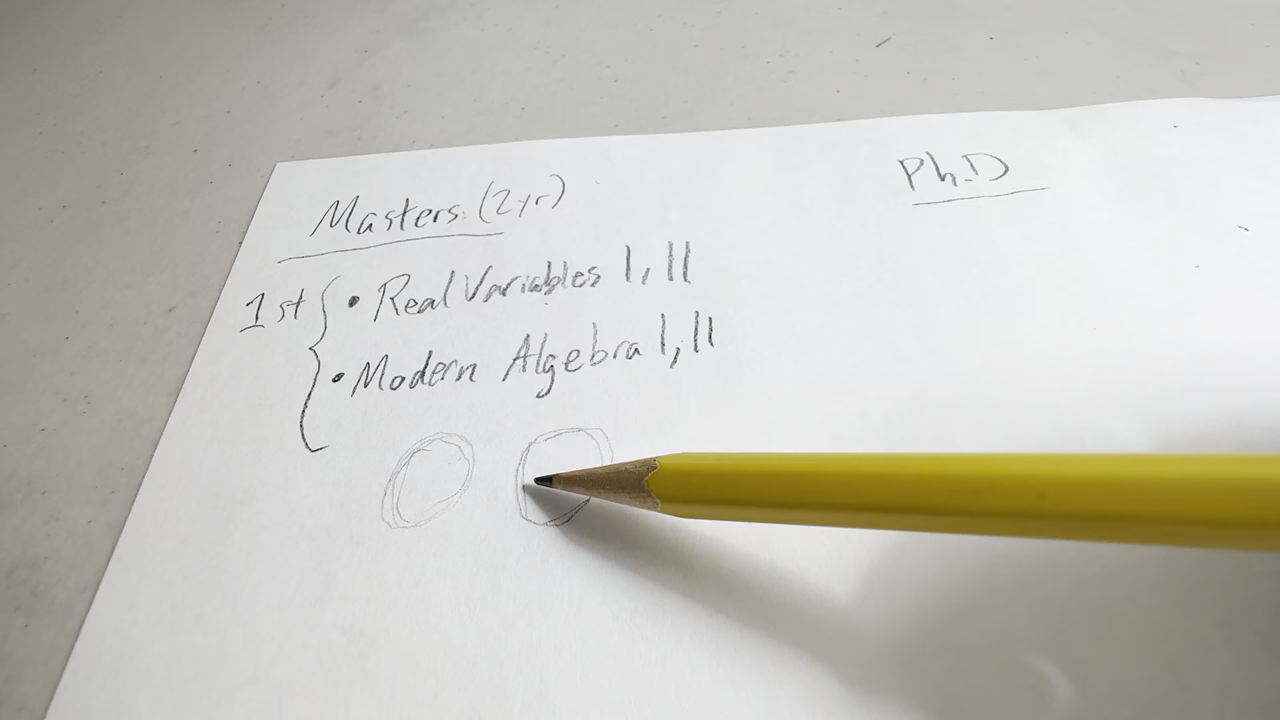 Masters: (2yr)
Ph.D
1st { • Real Variables I, II
• Modern Algebra I, II